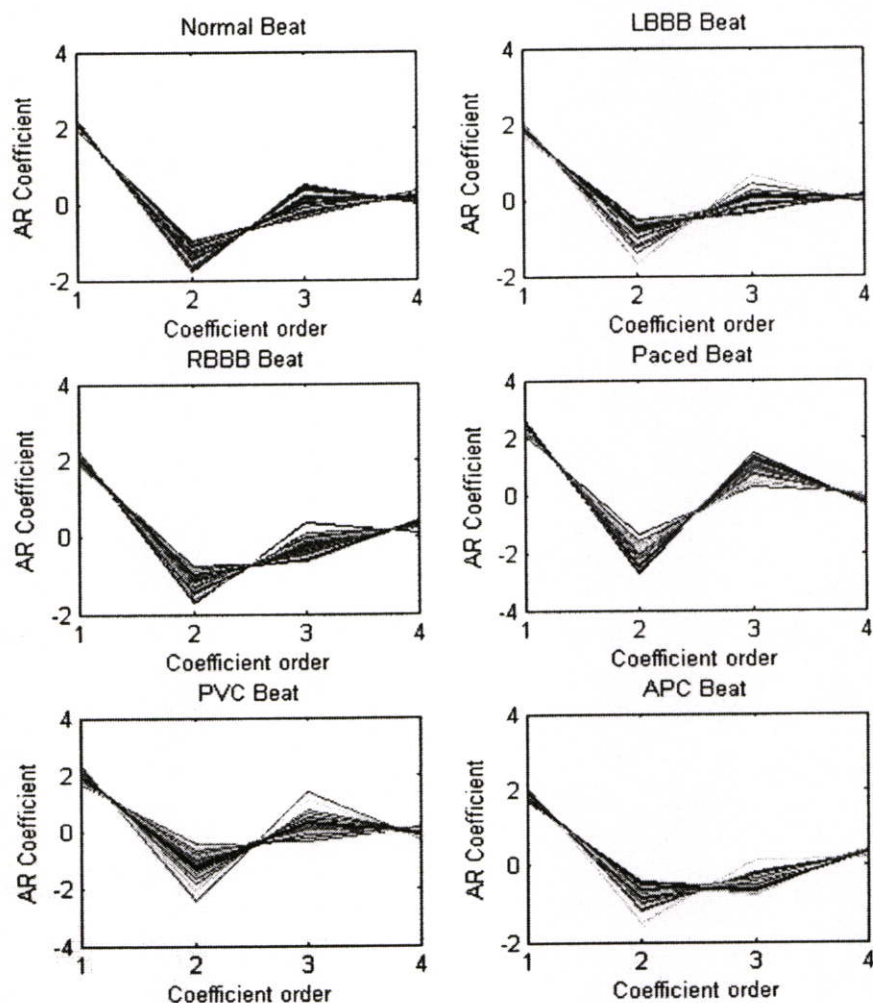 Normal Beat
4
2
0
-2
AR Coefficient
1
2
3
4
Coefficient order
LBBB Beat
4
2
0
-2
AR Coefficient
1
2
3
4
Coefficient order
RBBB Beat
4
2
0
-2
AR Coefficient
1
2
3
4
Coefficient order
Paced Beat
4
2
0
-2
-4
AR Coefficient
1
2
3
4
Coefficient order
PVC Beat
4
2
0
-2
-4
AR Coefficient
1
2
3
4
Coefficient order
APC Beat
4
2
0
-2
AR Coefficient
1
2
3
4
Coefficient order